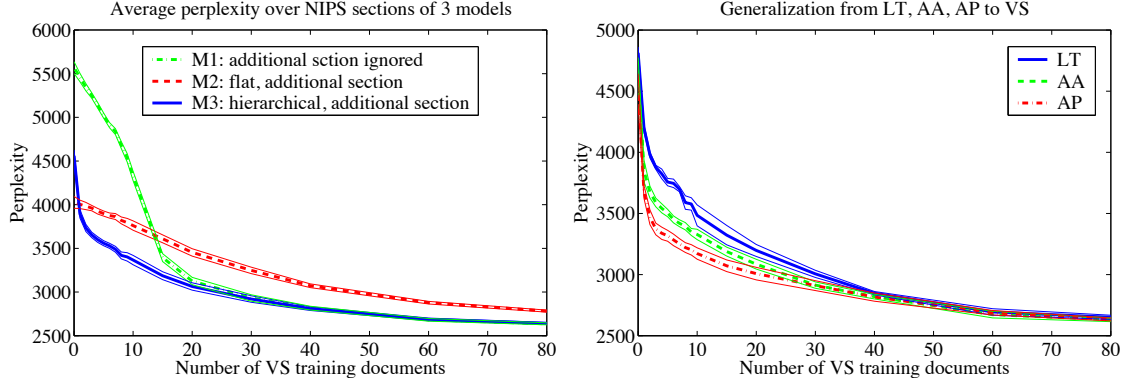 Average perplexity over NIPS sections of 3 models
6000
5500
5000
4500
4000
3500
3000
2500
Perplexity
M1: additional sction ignored
M2: flat, additional section
M3: hierarchical, additional section
0 10 20 30 40 50 60 70 80
Number of VS training documents
Generalization from LT, AA, AP to VS
5000
4500
4000
3500
3000
2500
Perplexity
LT
AA
AP
0 10 20 30 40 50 60 70 80
Number of VS training documents